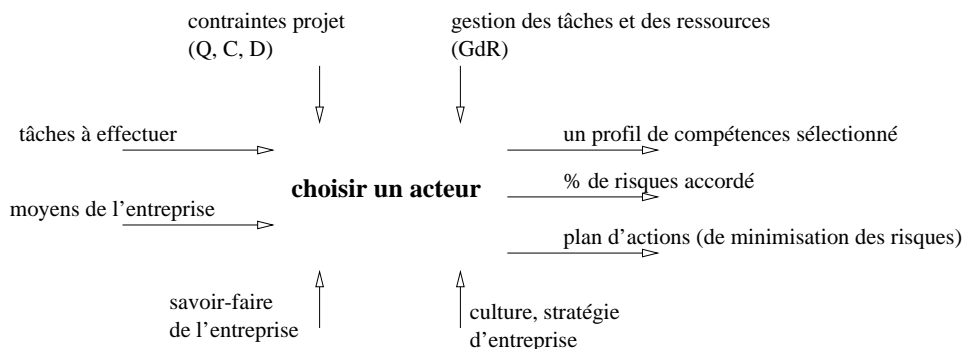 contraintes projet
(Q, C, D)
gestion des tâches et des ressources
(GdR)
tâches à effectuer
moyens de l’entreprise
choisir un acteur
un profil de compétences sélectionné
% de risques accordé
plan d’actions (de minimisation des risques)
savoir-faire
de l’entreprise
culture, stratégie
d’entreprise